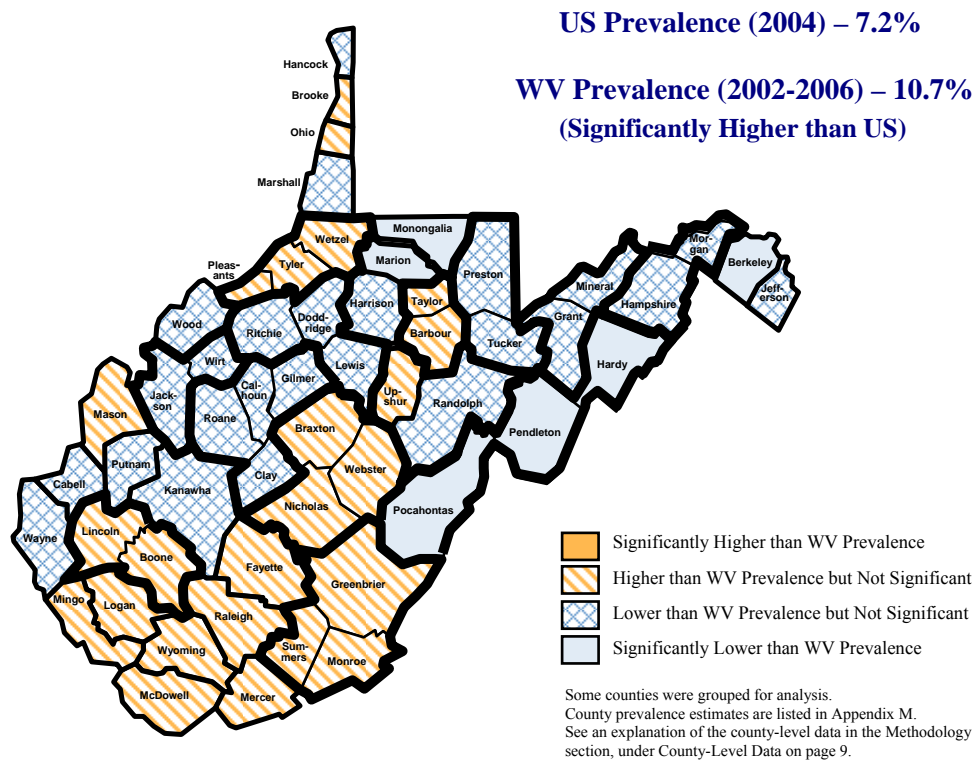 US Prevalence (2004) – 7.2%
WV Prevalence (2002-2006) – 10.7%
(Significantly Higher than US)
Hancock
Brooke
Ohio
Marshall
Wetzel
Monongalia
Marion
Preston
Mor-
gan
Berkeley
Jeff-
erson
Mineral
Hampshire
Grant
Hardy
Pleas-
ants
Tyler
Taylor
Barbour
Harrison
Dodd-
ridge
Ritchie
Wood
Tucker
Wirt
Cal-
houn
Gilmer
Lewis
Up-
shur
Randolph
Pendleton
Jack-
son
Roane
Mason
Braxton
Webster
Putnam
Cabell
Kanawha
Clay
Nicholas
Pocahontas
Wayne
Lincoln
Boone
Fayette
Greenbrier
Mingo
Logan
Raleigh
Wyoming
Sum-
mers
Monroe
McDowell
Mercer
Significantly Higher than WV Prevalence
Higher than WV Prevalence but Not Significant
Lower than WV Prevalence but Not Significant
Significantly Lower than WV Prevalence
Some counties were grouped for analysis.
County prevalence estimates are listed in Appendix M.
See an explanation of the county-level data in the Methodology
section, under County-Level Data on page 9.